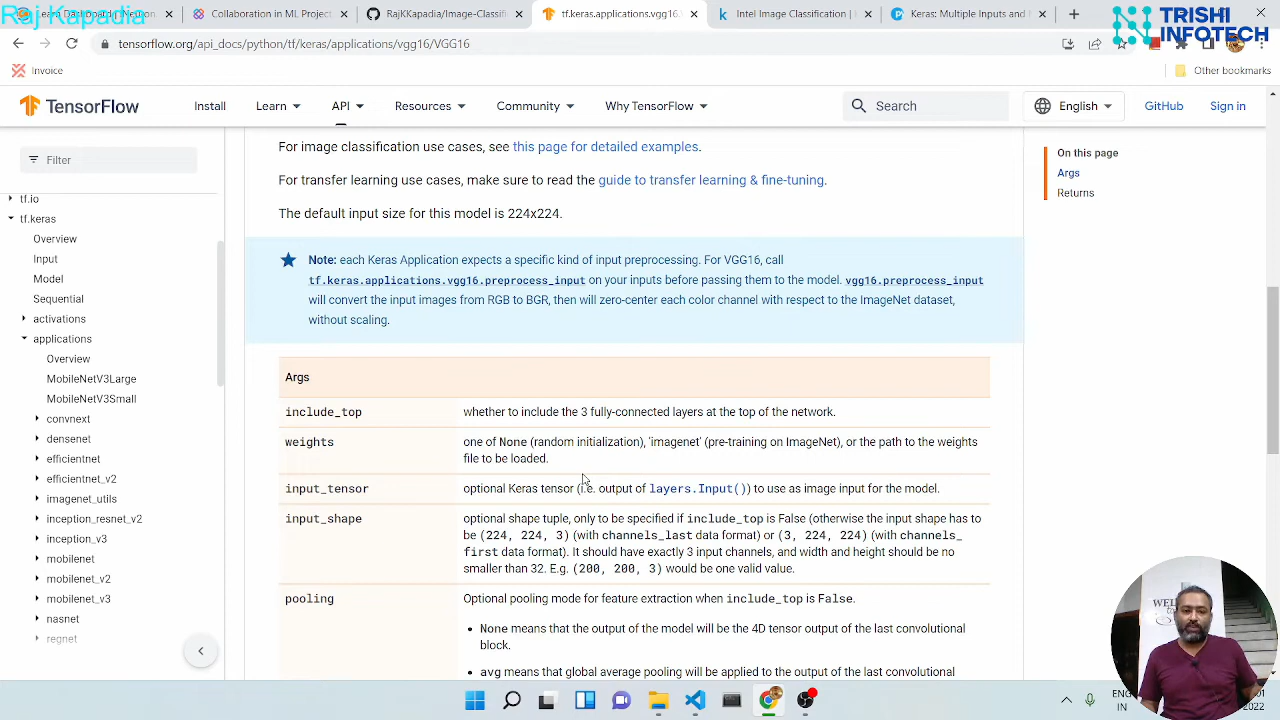 Raj Kapadia
Learn Dashboard | (Neuron
Collaboration in ML Project
RajKKapadia
tf.keras.applications.vgg16.
Intel Image
Keras: Multiple Inputs and
TRISHI
INFOTECH
tensorflow.org/api_docs/python/tf/keras/applications/vgg16/VGG16
Invoice
Other bookmarks
TensorFlow
Install
Learn
API
Resources
Community
Why TensorFlow
Search
English
GitHub
Sign in
Filter
tf.io
tf.keras
Overview
Input
Model
Sequential
activations
applications
Overview
MobileNetV3Large
MobileNetV3Small
convnext
densenet
efficientnet
efficientnet_v2
imagenet_utils
inception_resnet_v2
inception_v3
mobilenet
mobilenet_v2
mobilenet_v3
nasnet
regnet
For image classification use cases, see this page for detailed examples.
For transfer learning use cases, make sure to read the guide to transfer learning & fine-tuning.
The default input size for this model is 224x224.
Note: each Keras Application expects a specific kind of input preprocessing. For VGG16, call
tf.keras.applications.vgg16.preprocess_input on your inputs before passing them to the model. vgg16.preprocess_input
will convert the input images from RGB to BGR, then will zero-center each color channel with respect to the ImageNet dataset,
without scaling.
Args
include_top
whether to include the 3 fully-connected layers at the top of the network.
weights
one of None (random initialization), 'imagenet' (pre-training on ImageNet), or the path to the weights
file to be loaded.
input_tensor
optional Keras tensor (i.e. output of layers.Input()) to use as image input for the model.
input_shape
optional shape tuple, only to be specified if include_top is False (otherwise the input shape has to
be (224, 224, 3) (with channels_last data format) or (3, 224, 224) (with channels_
first data format). It should have exactly 3 input channels, and width and height should be no
smaller than 32. E.g. (200, 200, 3) would be one valid value.
pooling
Optional pooling mode for feature extraction when include_top is False.
• None means that the output of the model will be the 4D tensor output of the last convolutional
block.
• avg means that global average pooling will be applied to the output of the last convolutional
On this page
Args
Returns
ENG
IN
2022